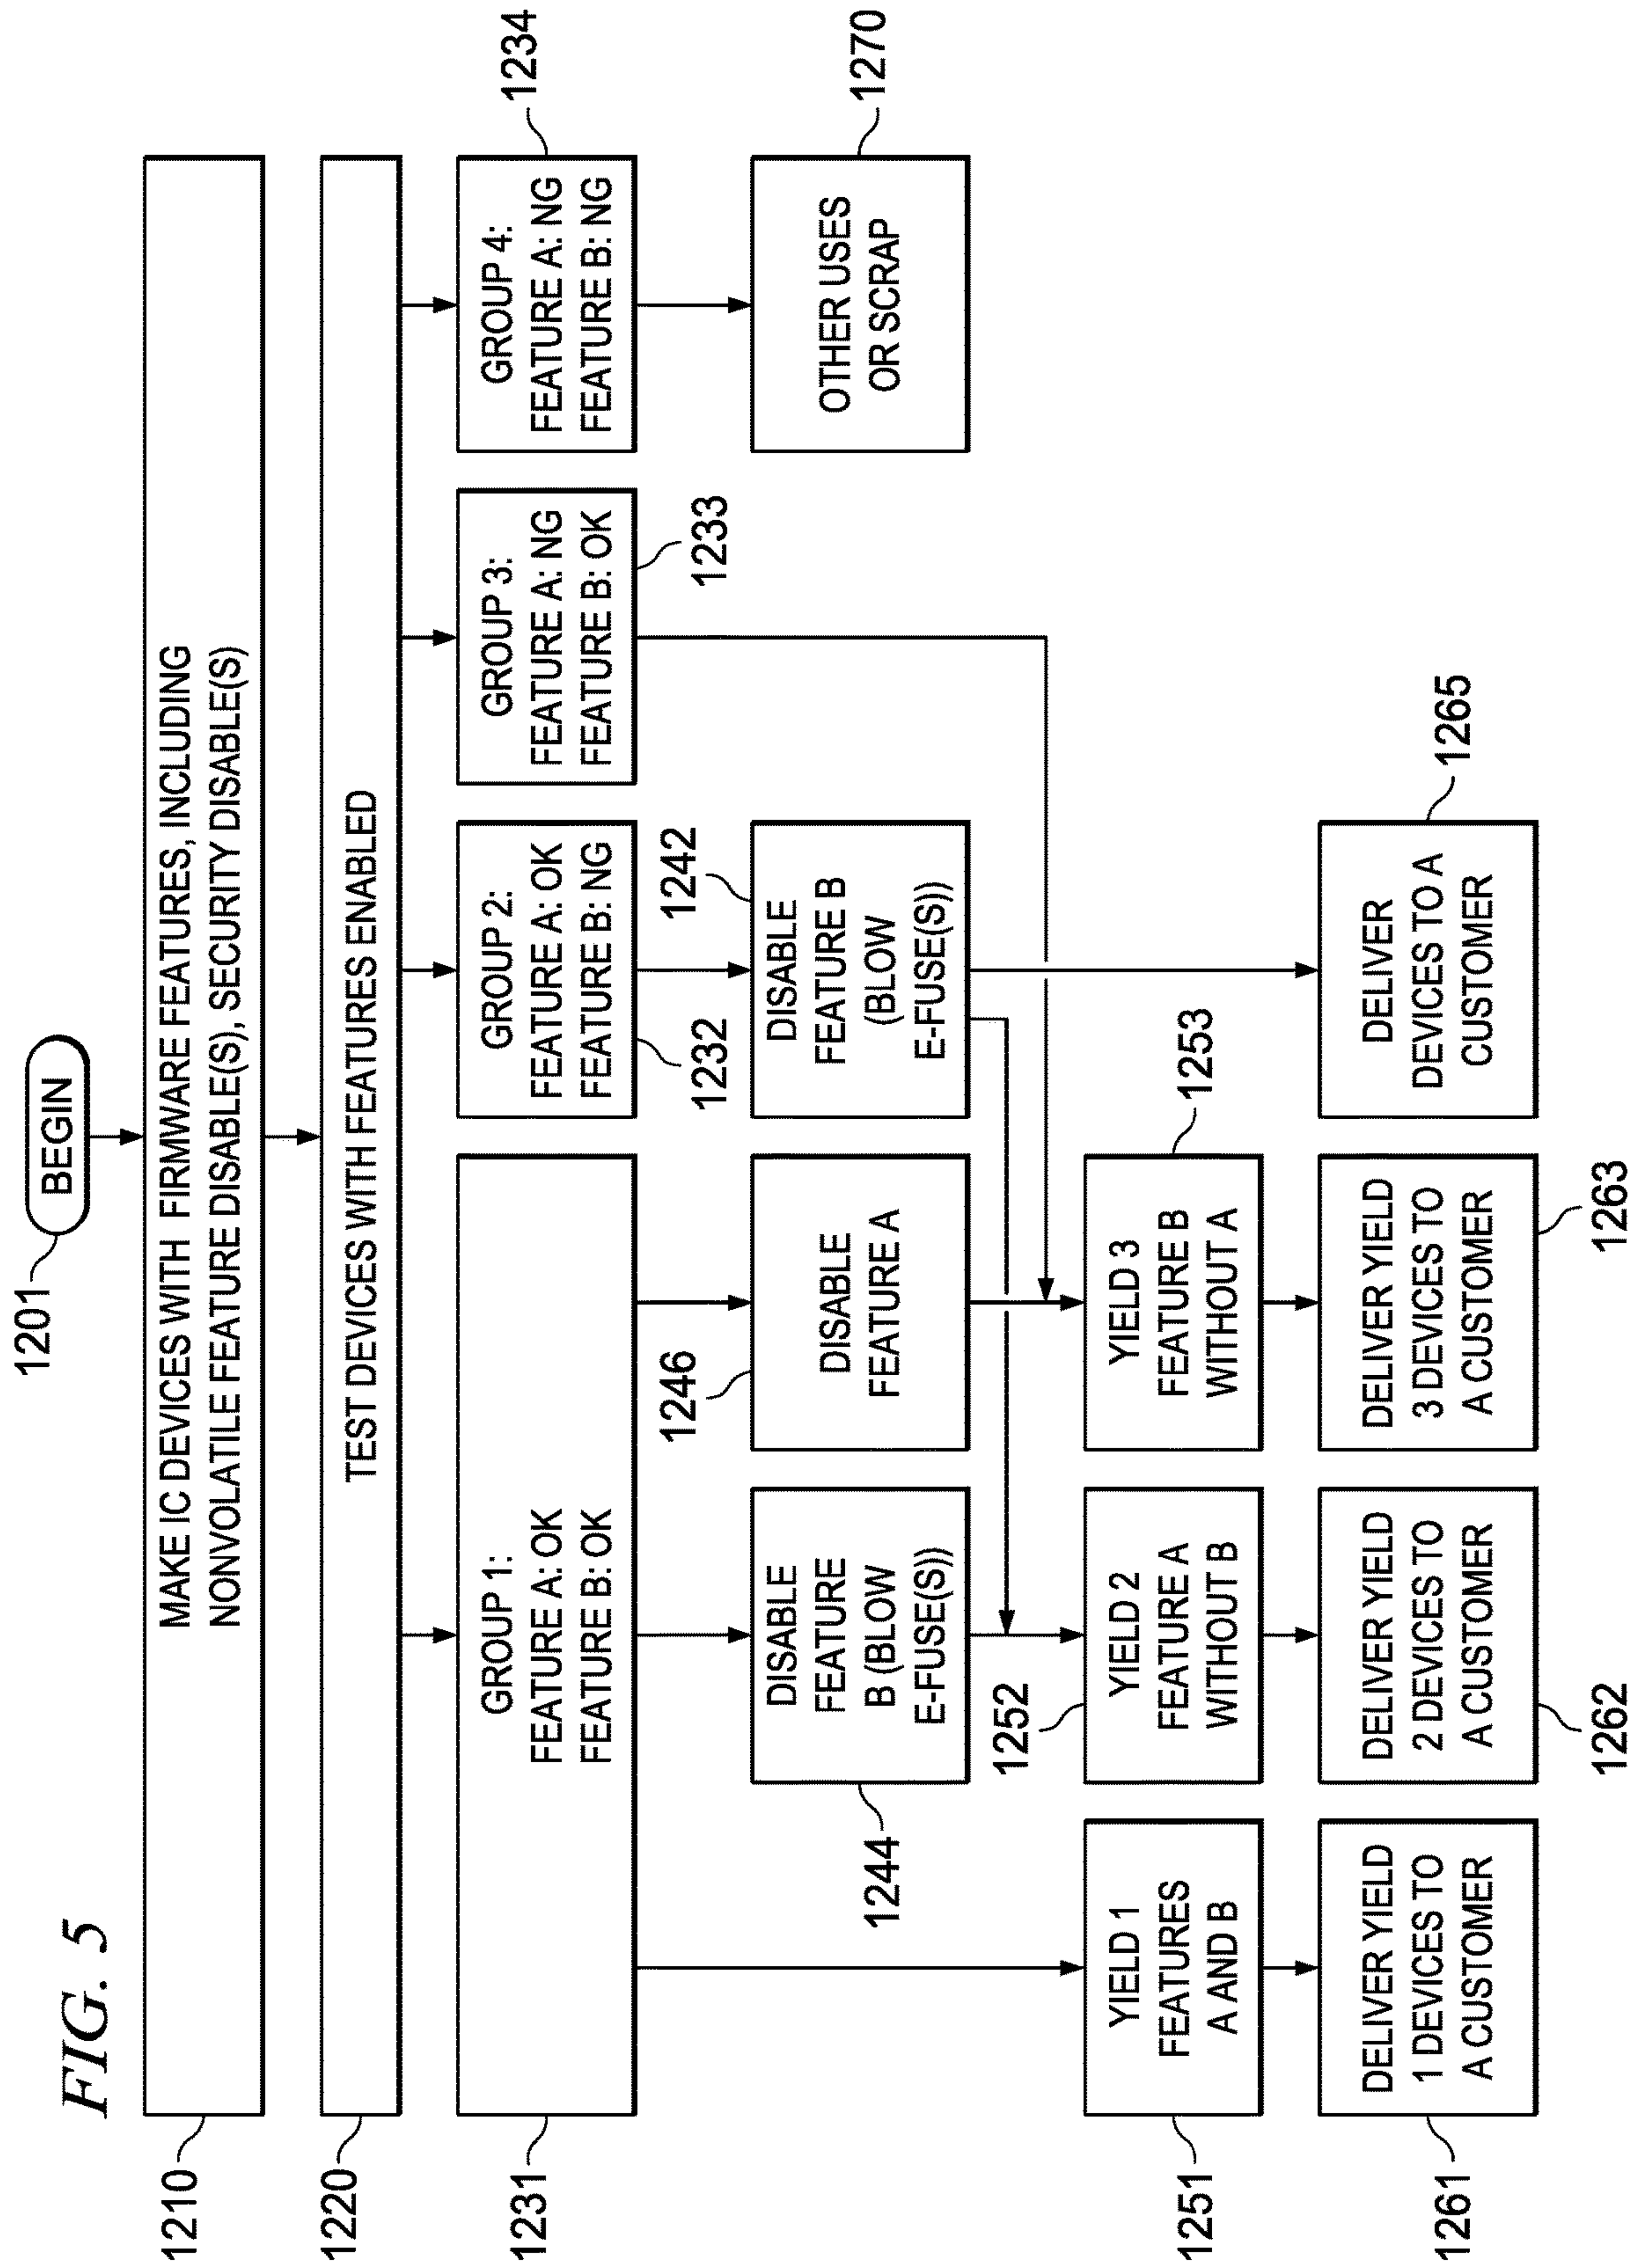 FIG. 5
1201
BEGIN
1210
MAKE IC DEVICES WITH FIRMWARE FEATURES, INCLUDING
NONVOLATILE FEATURE DISABLE(S), SECURITY DISABLE(S)
1220
TEST DEVICES WITH FEATURES ENABLED
1231
GROUP 1:
FEATURE A: OK
FEATURE B: OK
1232
GROUP 2:
FEATURE A: OK
FEATURE B: NG
GROUP 3:
FEATURE A: NG
FEATURE B: OK
1233
GROUP 4:
FEATURE A: NG
FEATURE B: NG
1234
1244
DISABLE
FEATURE
B (BLOW
E-FUSE(S))
1246
DISABLE
FEATURE A
1242
DISABLE
FEATURE B
(BLOW
E-FUSE(S))
OTHER USES
OR SCRAP
1270
1251
YIELD 1
FEATURES
A AND B
1252
YIELD 2
FEATURE A
WITHOUT B
YIELD 3
FEATURE B
WITHOUT A
1253
1261
DELIVER YIELD
1 DEVICES TO
A CUSTOMER
DELIVER YIELD
2 DEVICES TO
A CUSTOMER
1262
DELIVER YIELD
3 DEVICES TO
A CUSTOMER
1263
DELIVER
DEVICES TO A
CUSTOMER
1265